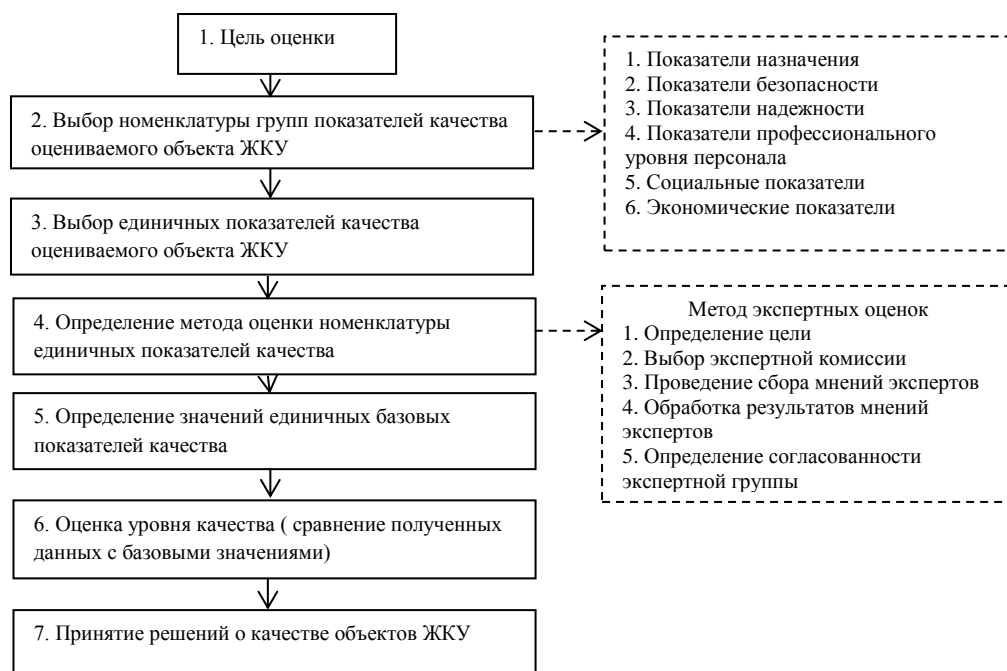 1. Цель оценки
2. Выбор номенклатуры групп показателей качества
оцениваемого объекта ЖКУ
3. Выбор единичных показателей качества
оцениваемого объекта ЖКУ
4. Определение метода оценки номенклатуры
единичных показателей качества
5. Определение значений единичных базовых
показателей качества
6. Оценка уровня качества ( сравнение полученных
данных с базовыми значениями)
7. Принятие решений о качестве объектов ЖКУ
1. Показатели назначения
2. Показатели безопасности
3. Показатели надежности
4. Показатели профессионального
уровня персонала
5. Социальные показатели
6. Экономические показатели
Метод экспертных оценок
1. Определение цели
2. Выбор экспертной комиссии
3. Проведение сбора мнений экспертов
4. Обработка результатов мнений
экспертов
5. Определение согласованности
экспертной группы